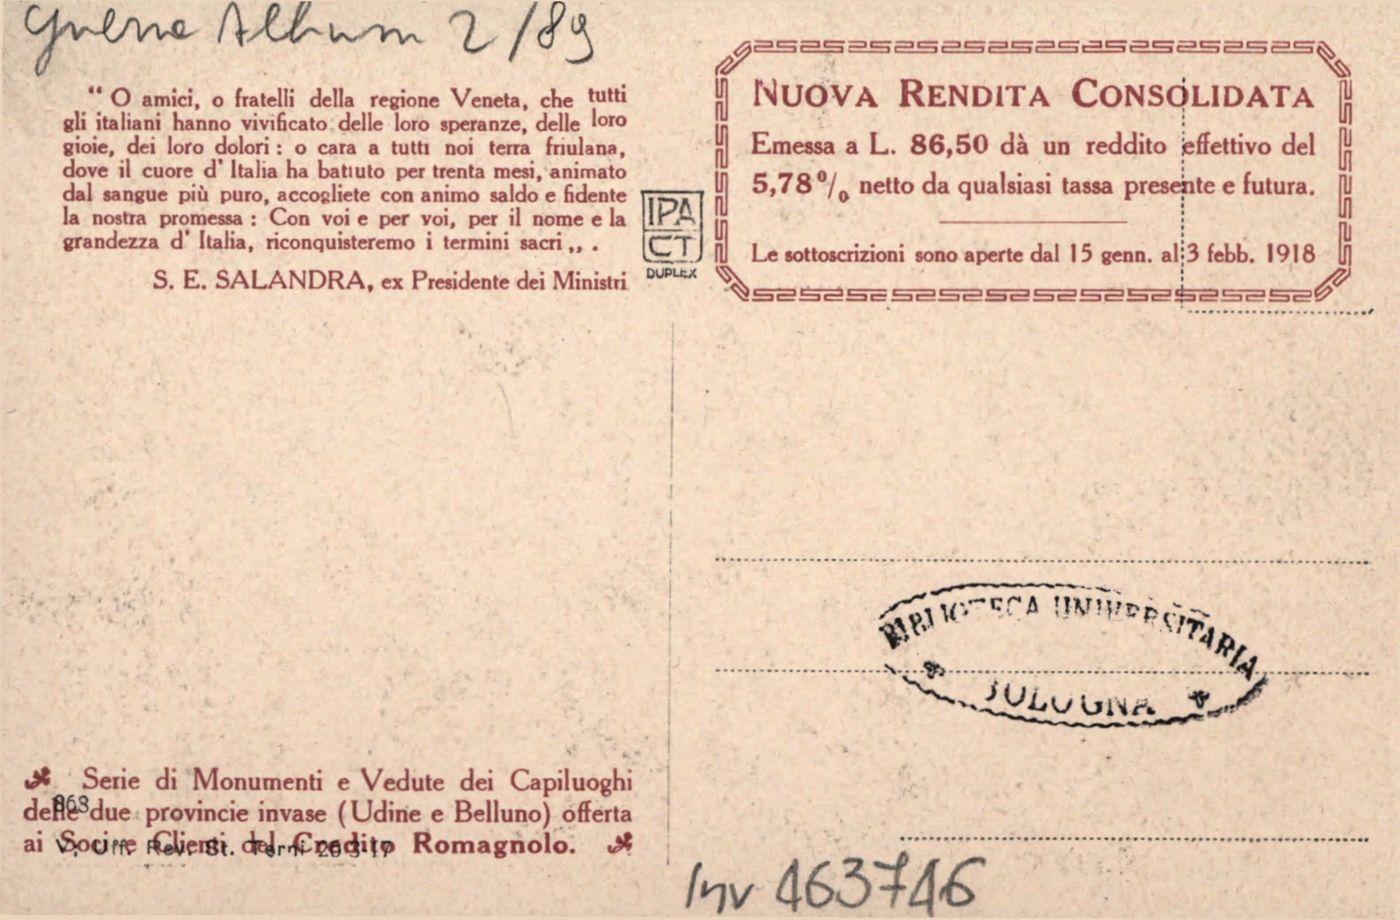 Guerra Album 2/89
“ O amici, o fratelli della regione Veneta, che tutti
gli italiani hanno vivificato delle loro speranze, delle loro
gioie, dei loro dolori : o cara a tutti noi terra friulana,
dove il cuore d' Italia ha battuto per trenta mesi, animato
dal sangue più puro, accogliete con animo saldo e fidente
la nostra promessa : Con voi e per voi, per il nome e la
grandezza d' Italia, riconquisteremo i termini sacri ,, .
S. E. SALANDRA, ex Presidente dei Ministri
IPA
CT
DUPLEX
NUOVA RENDITA CONSOLIDATA
Emessa a L. 86,50 dà un reddito effettivo del
5,78 % netto da qualsiasi tassa presente e futura.
Le sottoscrizioni sono aperte dal 15 genn. al 3 febb. 1918
BIBLIOTECA UNIVERSITARIA
BOLOGNA
Serie di Monumenti e Vedute dei Capiluoghi
delle due provincie invase (Udine e Belluno) offerta
ai Soci e Clienti del Credito Romagnolo.
868
V. Uff. Rev. St. Terni
Inv 463746